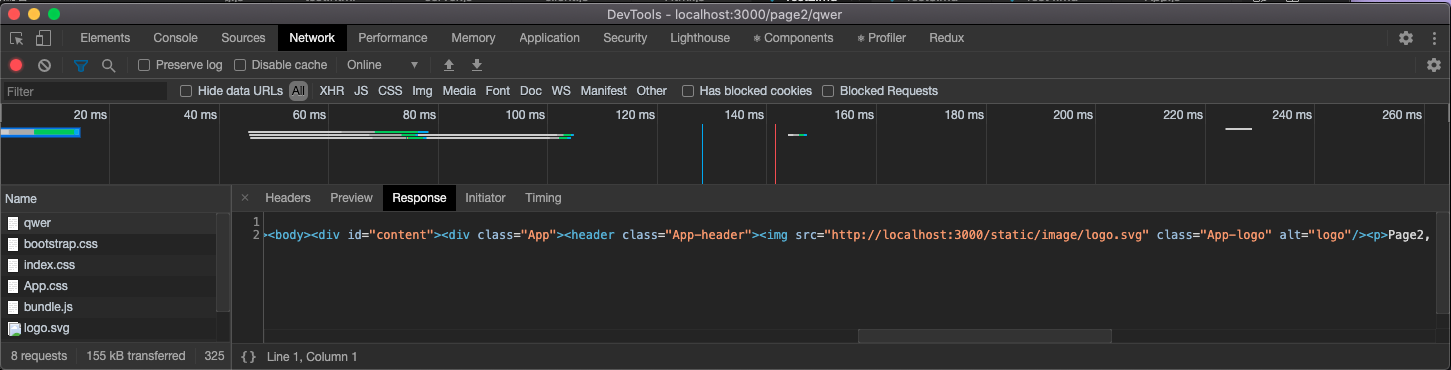 DevTools - localhost:3000/page2/qwer
Elements Console Sources Network Performance Memory Application Security Lighthouse Components Profiler Redux
Preserve log Disable cache Online
Filter Hide data URLs All XHR JS CSS Img Media Font Doc WS Manifest Other Has blocked cookies Blocked Requests
20 ms 40 ms 60 ms 80 ms 100 ms 120 ms 140 ms 160 ms 180 ms 200 ms 220 ms 240 ms 260 ms
Name
× Headers Preview Response Initiator Timing
qwer
bootstrap.css
index.css
App.css
bundle.js
logo.svg
1
2 ><body><div id="content"><div class="App"><header class="App-header"><img src="http://localhost:3000/static/image/logo.svg" class="App-logo" alt="logo"/><p>Page2,
8 requests 155 kB transferred 325
{} Line 1, Column 1